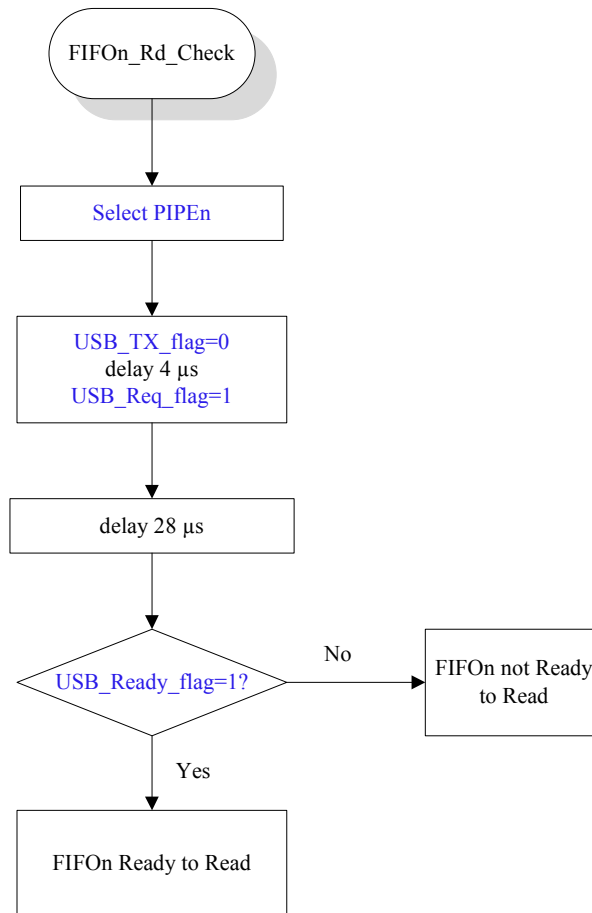 FIFOn_Rd_Check
Select PIPEn
USB_TX_flag=0
delay 4 µs
USB_Req_flag=1
delay 28 µs
USB_Ready_flag=1?
No
FIFOn not Ready
to Read
Yes
FIFOn Ready to Read